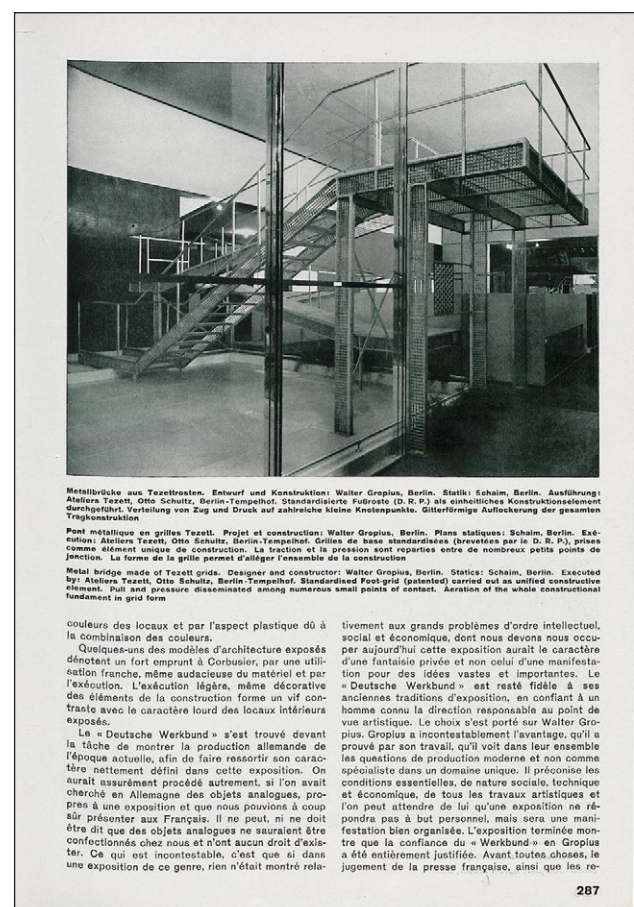 Metallbrücke aus Tezettrosten. Entwurf und Konstruktion: Walter Gropius, Berlin. Statik: Schaim, Berlin. Ausführung:
Ateliers Tezett, Otto Schultz, Berlin-Tempelhof. Standardisierte Fußroste (D. R. P.) als einheitliches Konstruktionselement
durchgeführt. Verteilung von Zug und Druck auf zahlreiche kleine Knotenpunkte. Gitterförmige Auflockerung der gesamten
Tragkonstruktion
Pont métallique en grilles Tezett. Projet et construction: Walter Gropius, Berlin. Plans statiques: Schaim, Berlin. Exé-
cution: Ateliers Tezett, Otto Schultz, Berlin-Tempelhof. Grilles de base standardisées (brevetées par le D. R. P.), prises
comme élément unique de construction. La traction et la pression sont reparties entre de nombreux petits points de
jonction. La forme de la grille permet d'alléger l'ensemble de la construction
Metal bridge made of Tezett grids. Designer and constructor: Walter Gropius, Berlin. Statics: Schaim, Berlin. Executed
by: Ateliers Tezett, Otto Schultz, Berlin-Tempelhof. Standardised Foot-grid (patented) carried out as unified constructive
element. Pull and pressure disseminated among numerous small points of contact. Aeration of the whole constructional
fundament in grid form
couleurs des locaux et par l'aspect plastique dû à
la combinaison des couleurs.
Quelques-uns des modèles d'architecture exposés
dénotent un fort emprunt à Corbusier, par une utili-
sation franche, même audacieuse du matériel et par
l'exécution. L'exécution légère, même décorative
des éléments de la construction forme un vif con-
traste avec le caractère lourd des locaux intérieurs
exposés.
Le « Deutsche Werkbund » s'est trouvé devant
la tâche de montrer la production allemande de
l'époque actuelle, afin de faire ressortir son carac-
tère nettement défini dans cette exposition. On
aurait assurément procédé autrement, si l'on avait
cherché en Allemagne des objets analogues, pro-
pres à une exposition et que nous pouvions à coup
sûr présenter aux Français. Il ne peut, ni ne doit
être dit que des objets analogues ne sauraient être
confectionnés chez nous et n'ont aucun droit d'exis-
ter. Ce qui est incontestable, c'est que si dans
une exposition de ce genre, rien n'était montré rela-
tivement aux grands problèmes d'ordre intellectuel,
social et économique, dont nous devons nous occu-
per aujourd'hui cette exposition aurait le caractère
d'une fantaisie privée et non celui d'une manifesta-
tion pour des idées vastes et importantes. Le
« Deutsche Werkbund » est resté fidèle à ses
anciennes traditions d'exposition, en confiant à un
homme connu la direction responsable au point de
vue artistique. Le choix s'est porté sur Walter Gro-
pius. Gropius a incontestablement l'avantage, qu'il a
prouvé par son travail, qu'il voit dans leur ensemble
les questions de production moderne et non comme
spécialiste dans un domaine unique. Il préconise les
conditions essentielles, de nature sociale, technique
et économique, de tous les travaux artistiques et
l'on peut attendre de lui qu'une exposition ne ré-
pondra pas à but personnel, mais sera une mani-
festation bien organisée. L'exposition terminée mon-
tre que la confiance du « Werkbund » en Gropius
a été entièrement justifiée. Avant toutes choses, le
jugement de la presse française, ainsi que les re-
287